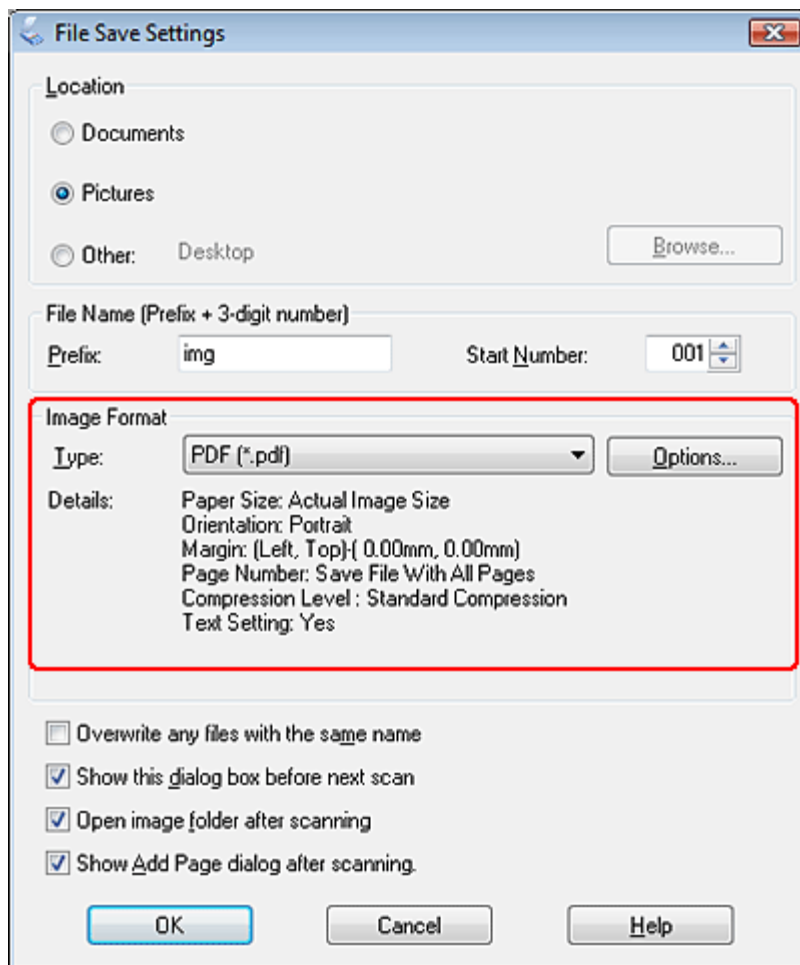 File Save Settings
Location
Documents
Pictures
Other: Desktop Browse...
File Name (Prefix + 3-digit number)
Prefix: img Start Number: 001
Image Format
Type: PDF (*.pdf) Options...
Details: Paper Size: Actual Image Size
Orientation: Portrait
Margin: (Left, Top)-( 0.00mm, 0.00mm)
Page Number: Save File With All Pages
Compression Level : Standard Compression
Text Setting: Yes
Overwrite any files with the same name
Show this dialog box before next scan
Open image folder after scanning
Show Add Page dialog after scanning.
OK Cancel Help